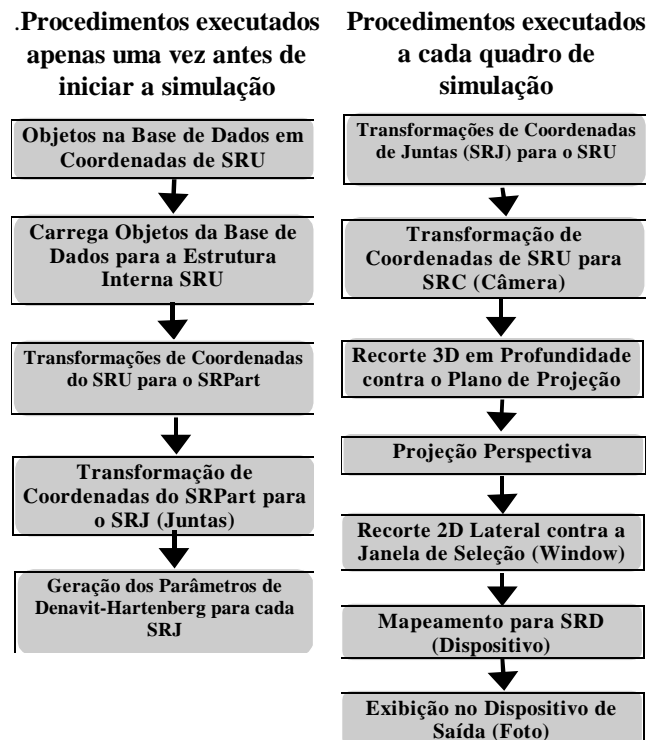 .Procedimentos executados
apenas uma vez antes de
iniciar a simulação
Objetos na Base de Dados em
Coordenadas de SRU
Carrega Objetos da Base de
Dados para a Estrutura
Interna SRU
Transformações de Coordenadas
do SRU para o SRPart
Transformação de
Coordenadas do SRPart para
o SRJ (Juntas)
Geração dos Parâmetros de
Denavit-Hartenberg para cada
SRJ
Procedimentos executados
a cada quadro de
simulação
Transformações de Coordenadas
de Juntas (SRJ) para o SRU
Transformação de
Coordenadas de SRU para
SRC (Câmera)
Recorte 3D em Profundidade
contra o Plano de Projeção
Projeção Perspectiva
Recorte 2D Lateral contra a
Janela de Seleção (Window)
Mapeamento para SRD
(Dispositivo)
Exibição no Dispositivo de
Saída (Foto)